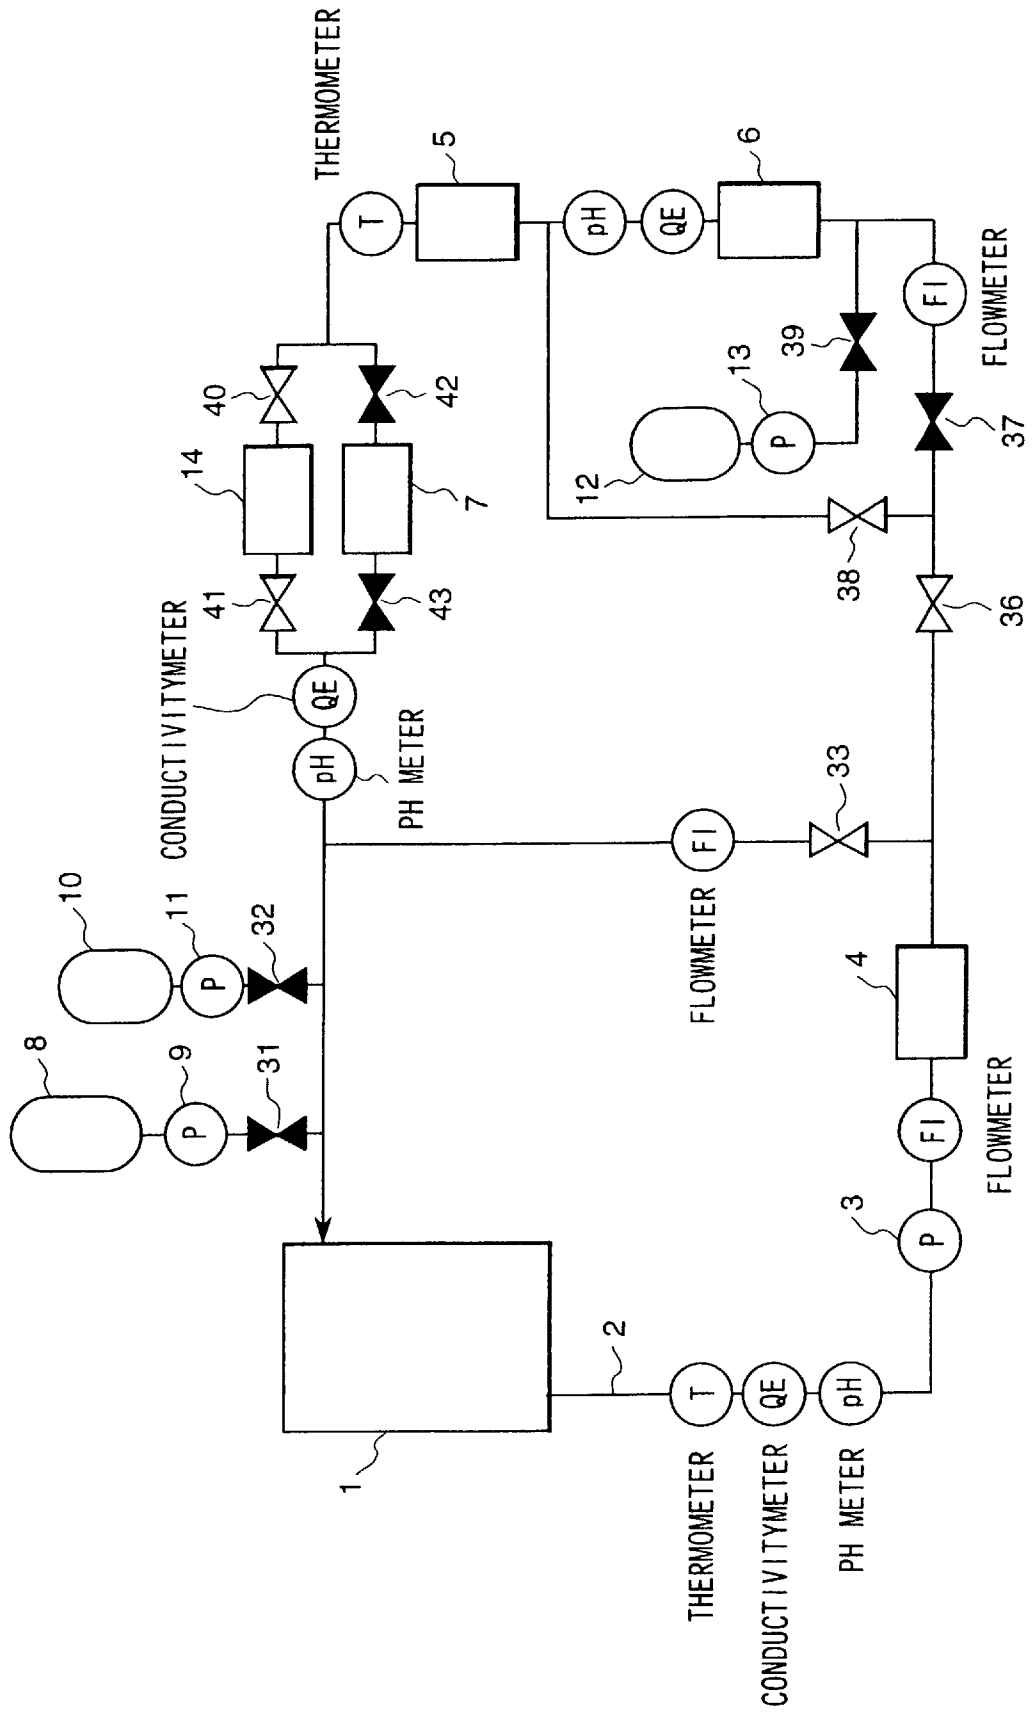 8
10
9
11
CONDUCTIVITYMETER
14
P
P
41
40
31
32
pH
QE
THERMOMETER
1
T
PH METER
43
42
5
7
12
pH
2
QE
THERMOMETER
T
FLOWMETER
FI
13
6
CONDUCTIVITYMETER
QE
P
39
PH METER
pH
3
4
33
38
P
FI
FI
FLOWMETER
36
37
FLOWMETER